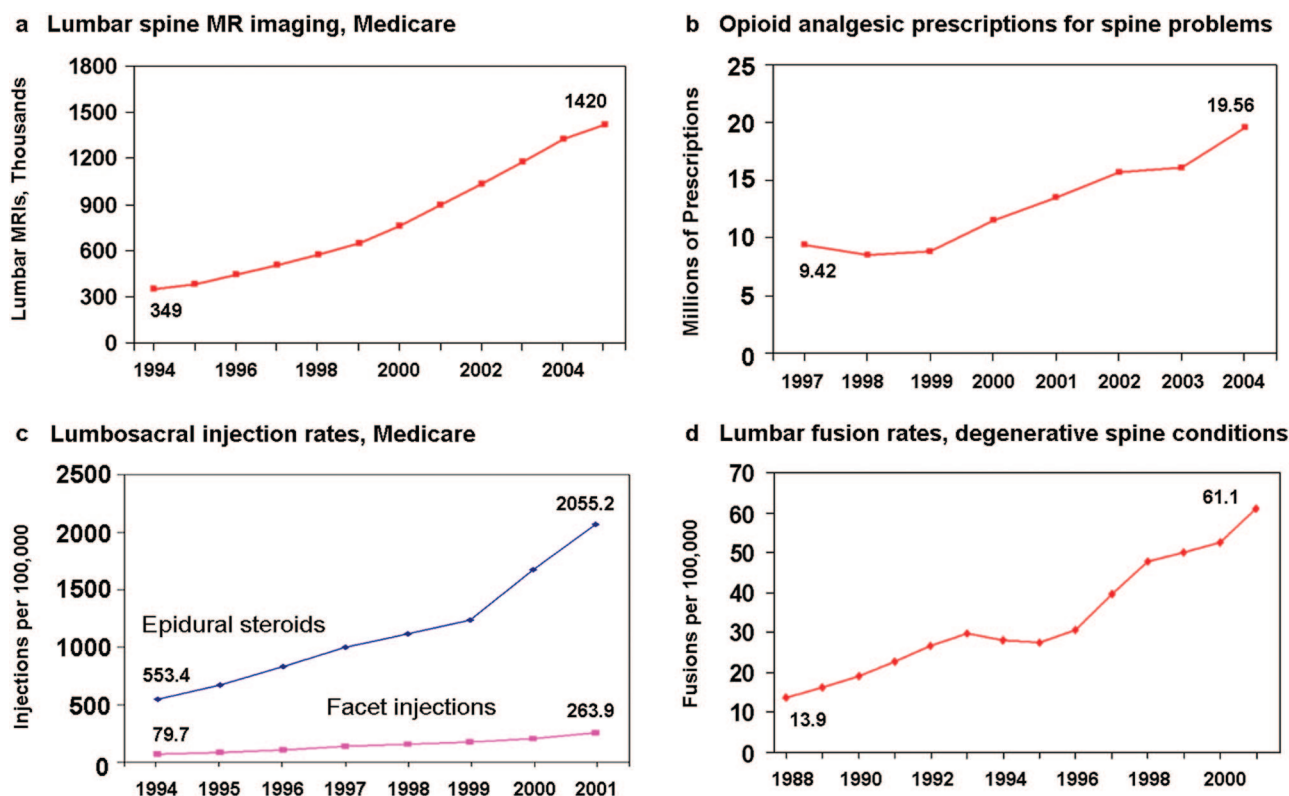 a Lumbar spine MR imaging, Medicare
Lumbar MRIs, Thousands
1800
1500
1200
900
600
300
0
1420
349
1994 1996 1998 2000 2002 2004
b Opioid analgesic prescriptions for spine problems
Millions of Prescriptions
25
20
15
10
5
0
19.56
9.42
1997 1998 1999 2000 2001 2002 2003 2004
c Lumbosacral injection rates, Medicare
Injections per 100,000
2500
2000
1500
1000
500
0
2055.2
Epidural steroids
553.4
Facet injections
263.9
79.7
1994 1995 1996 1997 1998 1999 2000 2001
d Lumbar fusion rates, degenerative spine conditions
Fusions per 100,000
70
60
50
40
30
20
10
0
61.1
13.9
1988 1990 1992 1994 1996 1998 2000